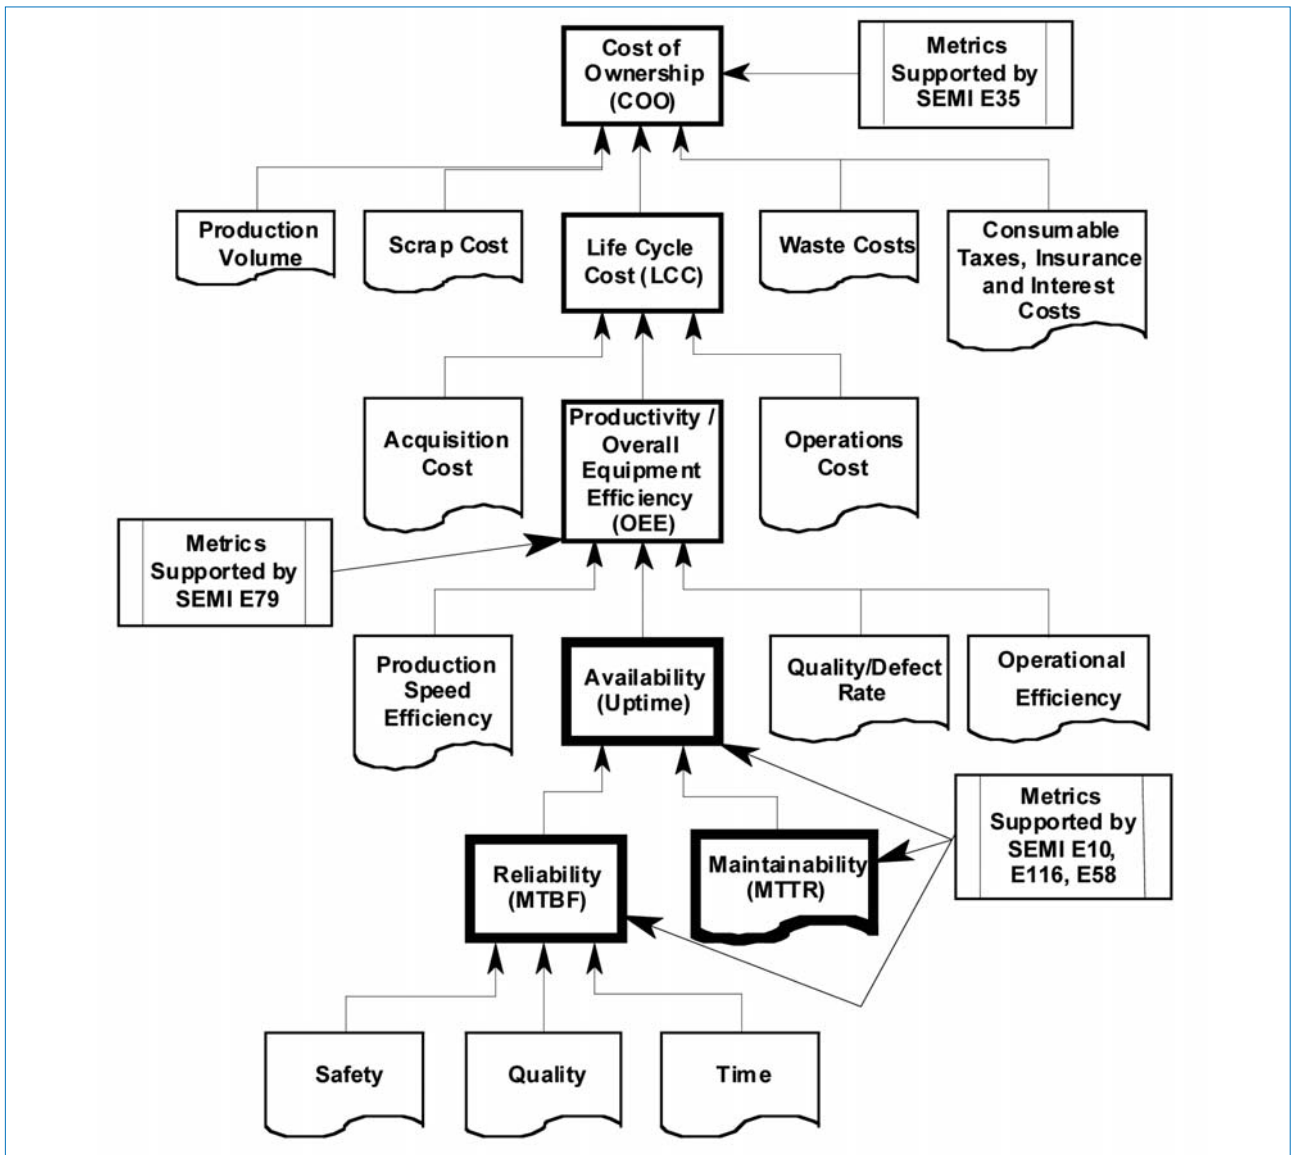 Cost of
Ownership
(COO)
Metrics
Supported by
SEMI E35
Production
Volume
Scrap Cost
Life Cycle
Cost (LCC)
Waste Costs
Consumable
Taxes, Insurance
and Interest
Costs
Acquisition
Cost
Productivity /
Overall
Equipment
Efficiency
(OEE)
Operations
Cost
Metrics
Supported by
SEMI E79
Production
Speed
Efficiency
Availability
(Uptime)
Quality/Defect
Rate
Operational
Efficiency
Metrics
Supported by
SEMI E10,
E116, E58
Reliability
(MTBF)
Maintainability
(MTTR)
Safety
Quality
Time